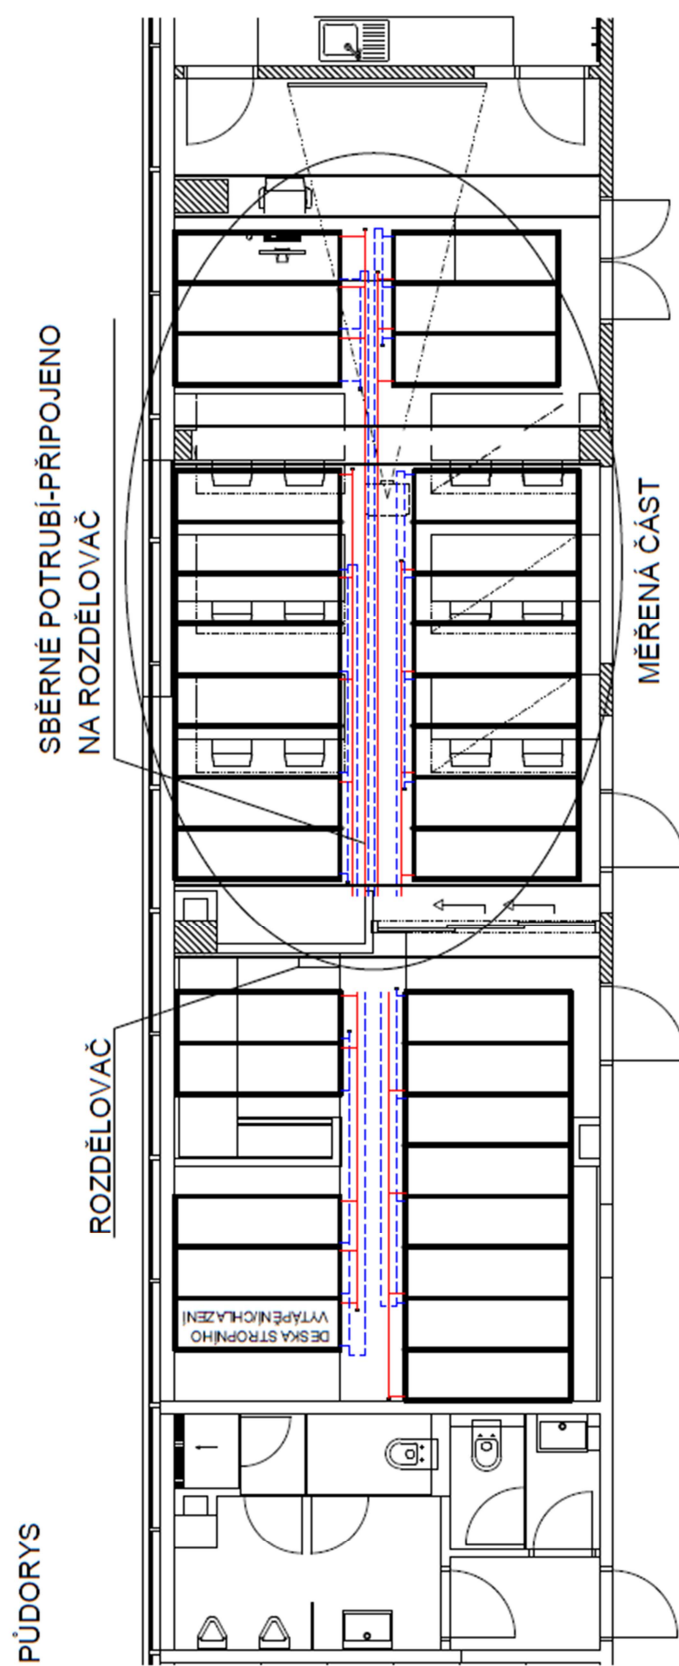 SBĚRNÉ POTRUBÍ-PŘIPOJENO
NA ROZDĚLOVAČ
MĚŘENÁ ČÁST
ROZDĚLOVAČ
DESKA STROPNÍHO
VYTÁPĚNÍ/CHLAZENÍ
PŮDORYS